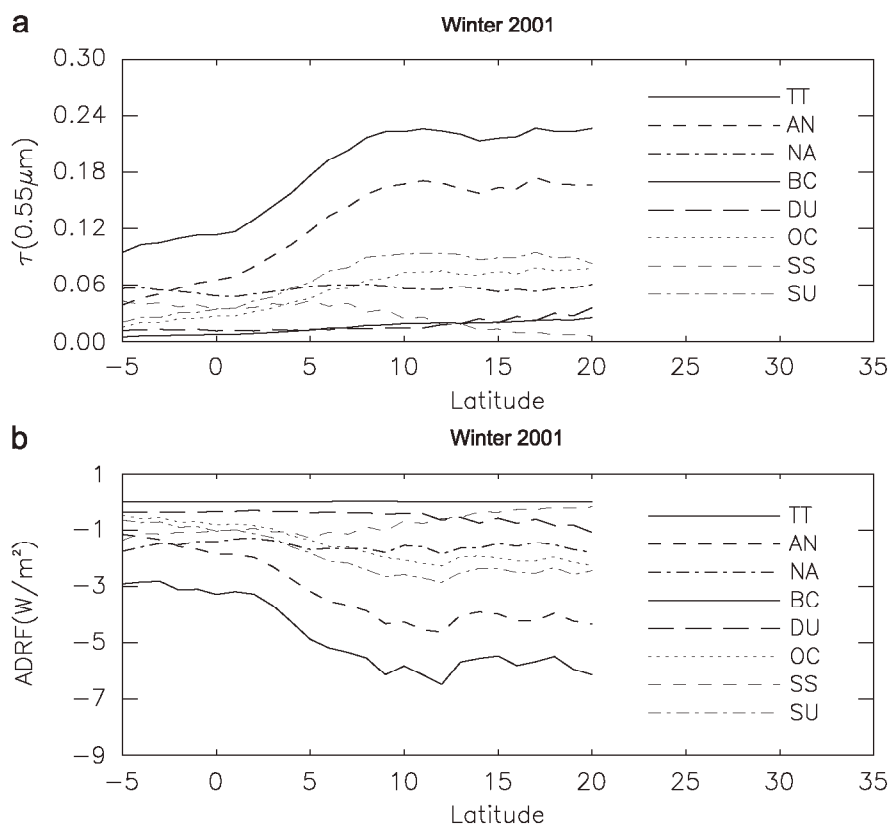 a
Winter 2001
0.30
0.24
0.18
0.12
0.06
0.00
τ(0.55μm)
TT
AN
NA
BC
DU
OC
SS
SU
−5 0 5 10 15 20 25 30 35
Latitude
b
Winter 2001
1
−1
−3
−5
−7
−9
ADRF(W/m²)
TT
AN
NA
BC
DU
OC
SS
SU
−5 0 5 10 15 20 25 30 35
Latitude